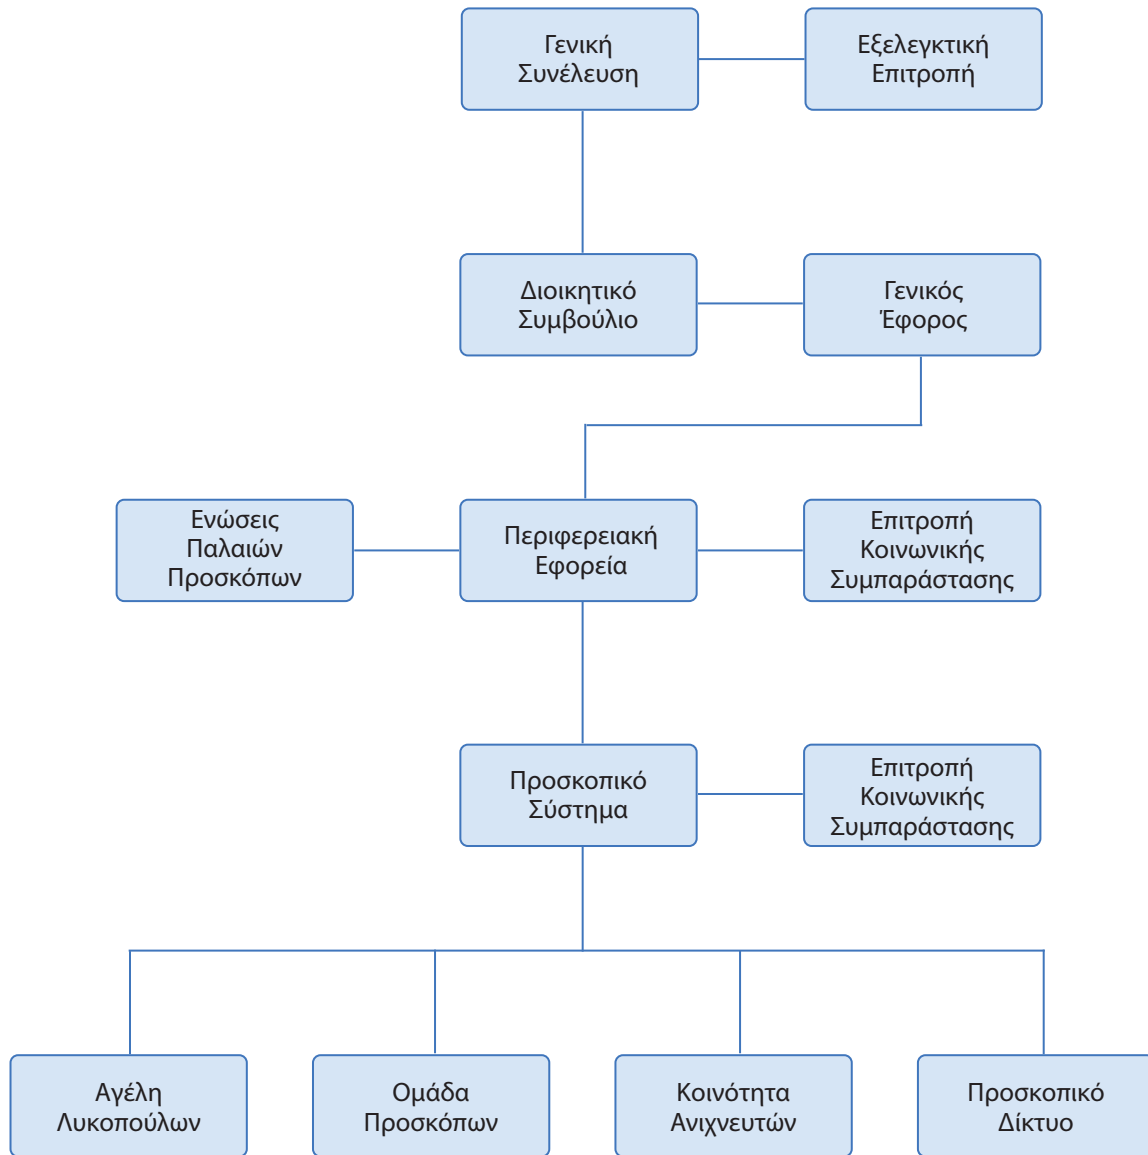 Γενική
Συνέλευση
Εξελεγκτική
Επιτροπή
Διοικητικό
Συμβούλιο
Γενικός
Έφορος
Ενώσεις
Παλαιών
Προσκόπων
Περιφερειακή
Εφορεία
Επιτροπή
Κοινωνικής
Συμπαράστασης
Προσκοπικό
Σύστημα
Επιτροπή
Κοινωνικής
Συμπαράστασης
Αγέλη
Λυκοπούλων
Ομάδα
Προσκόπων
Κοινότητα
Ανιχνευτών
Προσκοπικό
Δίκτυο